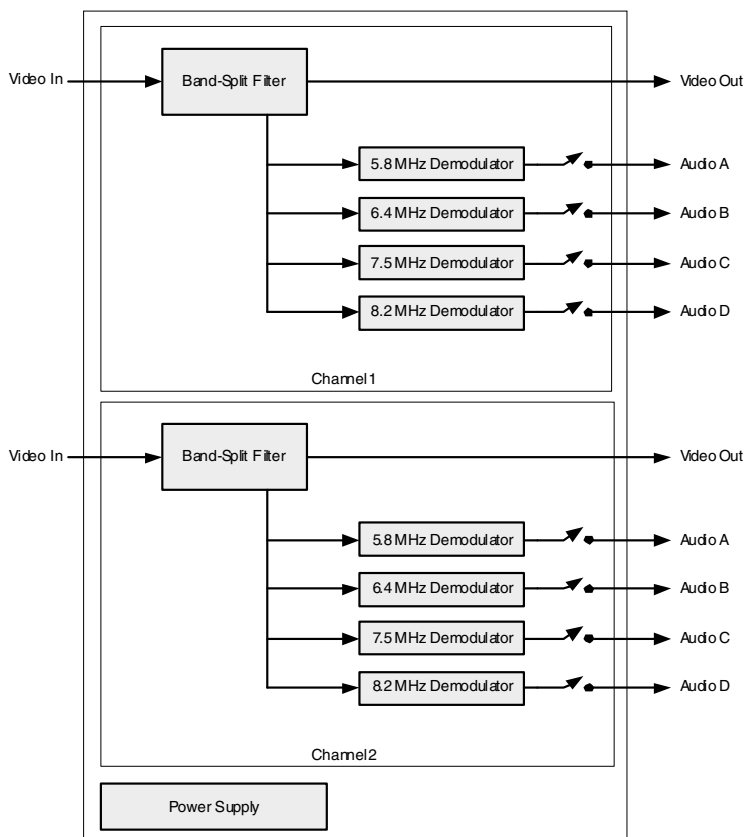 Video In
Band-Split Filter
Video Out
5.8 MHz Demodulator
Audio A
6.4 MHz Demodulator
Audio B
7.5 MHz Demodulator
Audio C
8.2 MHz Demodulator
Audio D
Channel 1
Video In
Band-Split Filter
Video Out
5.8 MHz Demodulator
Audio A
6.4 MHz Demodulator
Audio B
7.5 MHz Demodulator
Audio C
8.2 MHz Demodulator
Audio D
Channel 2
Power Supply